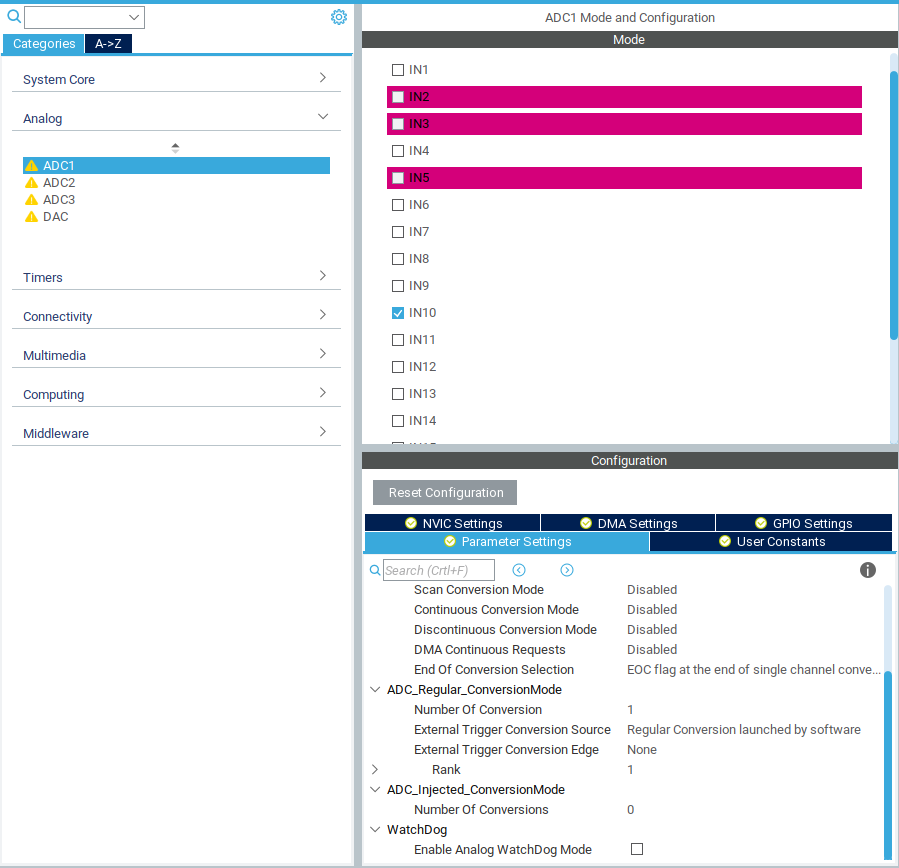 Categories
A->Z
System Core
Analog
ADC1
ADC2
ADC3
DAC
Timers
Connectivity
Multimedia
Computing
Middleware
ADC1 Mode and Configuration
Mode
IN1
IN2
IN3
IN4
IN5
IN6
IN7
IN8
IN9
IN10
IN11
IN12
IN13
IN14
Configuration
Reset Configuration
NVIC Settings
DMA Settings
GPIO Settings
Parameter Settings
User Constants
Search (Crtl+F)
Scan Conversion Mode Disabled
Continuous Conversion Mode Disabled
Discontinuous Conversion Mode Disabled
DMA Continuous Requests Disabled
End Of Conversion Selection EOC flag at the end of single channel conve...
ADC_Regular_ConversionMode
Number Of Conversion 1
External Trigger Conversion Source Regular Conversion launched by software
External Trigger Conversion Edge None
Rank 1
ADC_Injected_ConversionMode
Number Of Conversions 0
WatchDog
Enable Analog WatchDog Mode